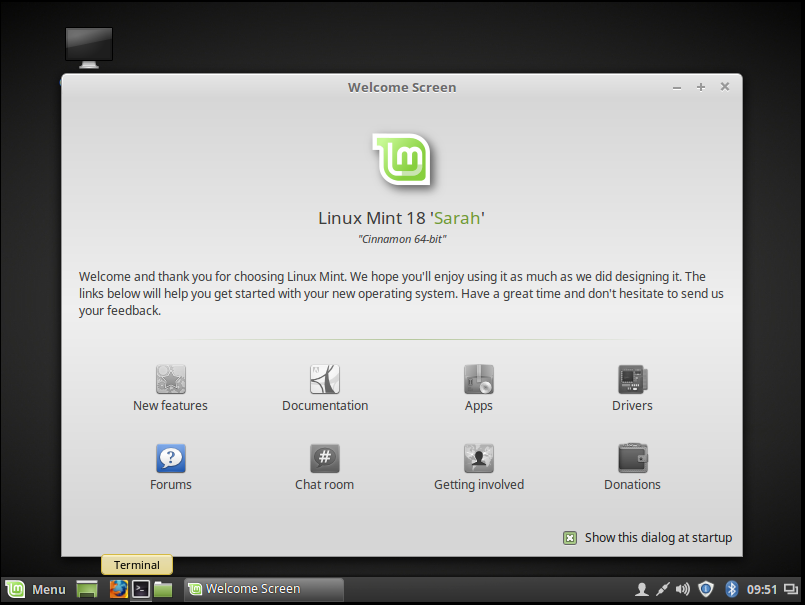 Welcome Screen
Linux Mint 18 'Sarah'
"Cinnamon 64-bit"
Welcome and thank you for choosing Linux Mint. We hope you'll enjoy using it as much as we did designing it. The
links below will help you get started with your new operating system. Have a great time and don't hesitate to send us
your feedback.
New features
Documentation
Apps
Drivers
Forums
Chat room
Getting involved
Donations
Show this dialog at startup
Terminal
Menu
Welcome Screen
09:51